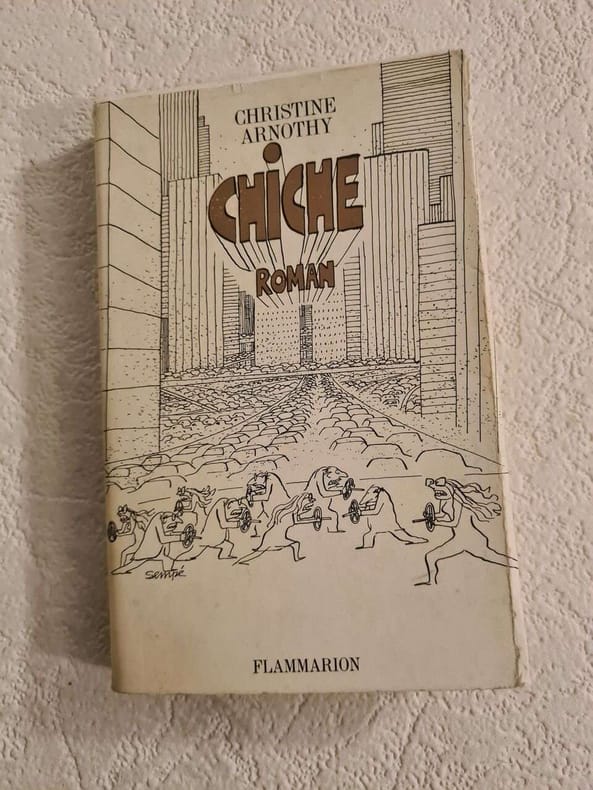 CHRISTINE
ARNOTHY
CHiCHE
ROMAN
sempé
FLAMMARION